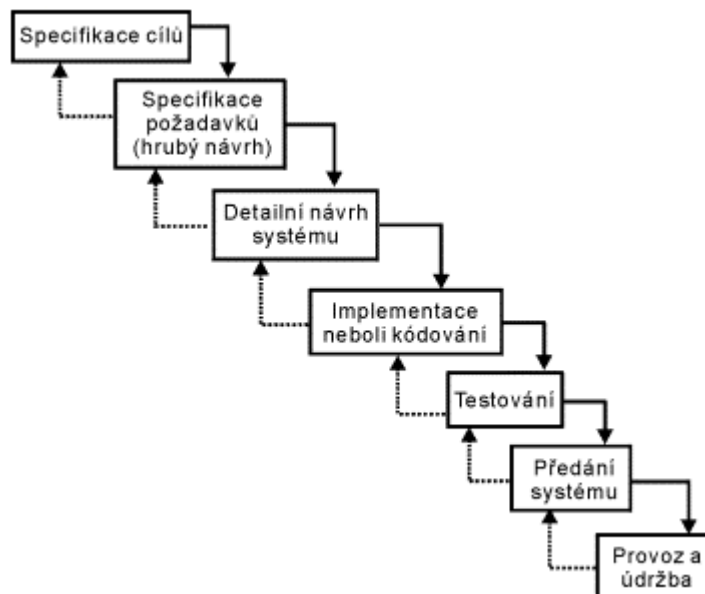 Specifikace cílů
Specifikace
požadavků
(hrubý návrh)
Detailní návrh
systému
Implementace
neboli kódování
Testování
Předání
systému
Provoz a
údržba